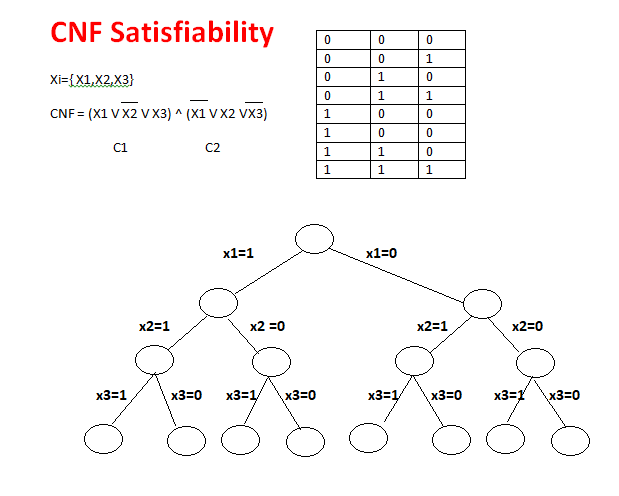 CNF Satisfiability
Xi={X1,X2,X3}
CNF = (X1 V X̅2̅ V X3) ^ (X̅1̅ V X2 V X̅3̅)
C1 C2
0 0 0
0 0 1
0 1 0
0 1 1
1 0 0
1 0 0
1 1 0
1 1 1
x1=1 x1=0
x2=1 x2 =0 x2=1 x2=0
x3=1 x3=0 x3=1 x3=0 x3=1 x3=0 x3=1 x3=0